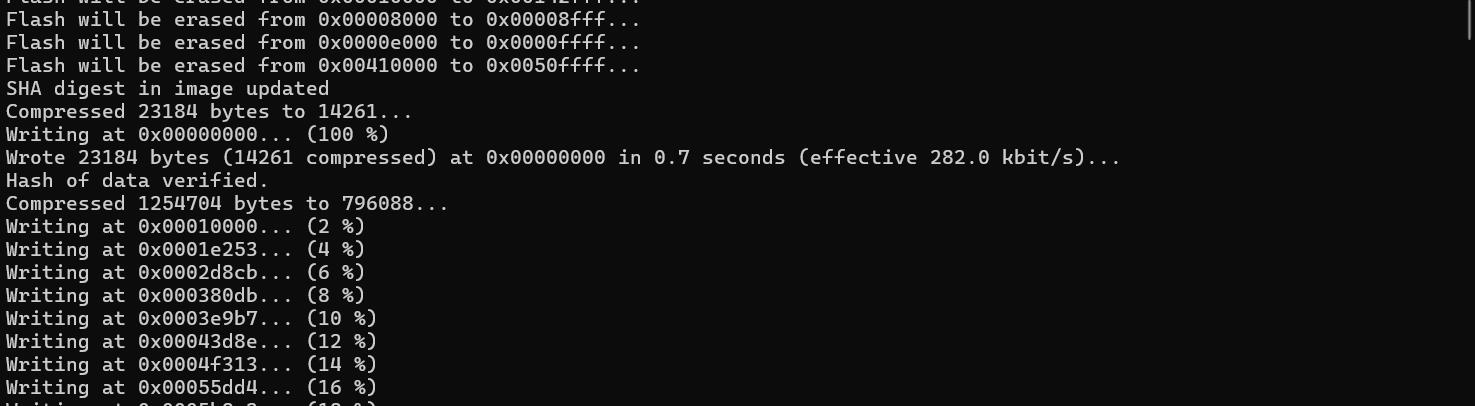 Flash will be erased from 0x00008000 to 0x00008fff...
Flash will be erased from 0x0000e000 to 0x0000ffff...
Flash will be erased from 0x00410000 to 0x0050ffff...
SHA digest in image updated
Compressed 23184 bytes to 14261...
Writing at 0x00000000... (100 %)
Wrote 23184 bytes (14261 compressed) at 0x00000000 in 0.7 seconds (effective 282.0 kbit/s)...
Hash of data verified.
Compressed 1254704 bytes to 796088...
Writing at 0x00010000... (2 %)
Writing at 0x0001e253... (4 %)
Writing at 0x0002d8cb... (6 %)
Writing at 0x000380db... (8 %)
Writing at 0x0003e9b7... (10 %)
Writing at 0x00043d8e... (12 %)
Writing at 0x0004f313... (14 %)
Writing at 0x00055dd4... (16 %)